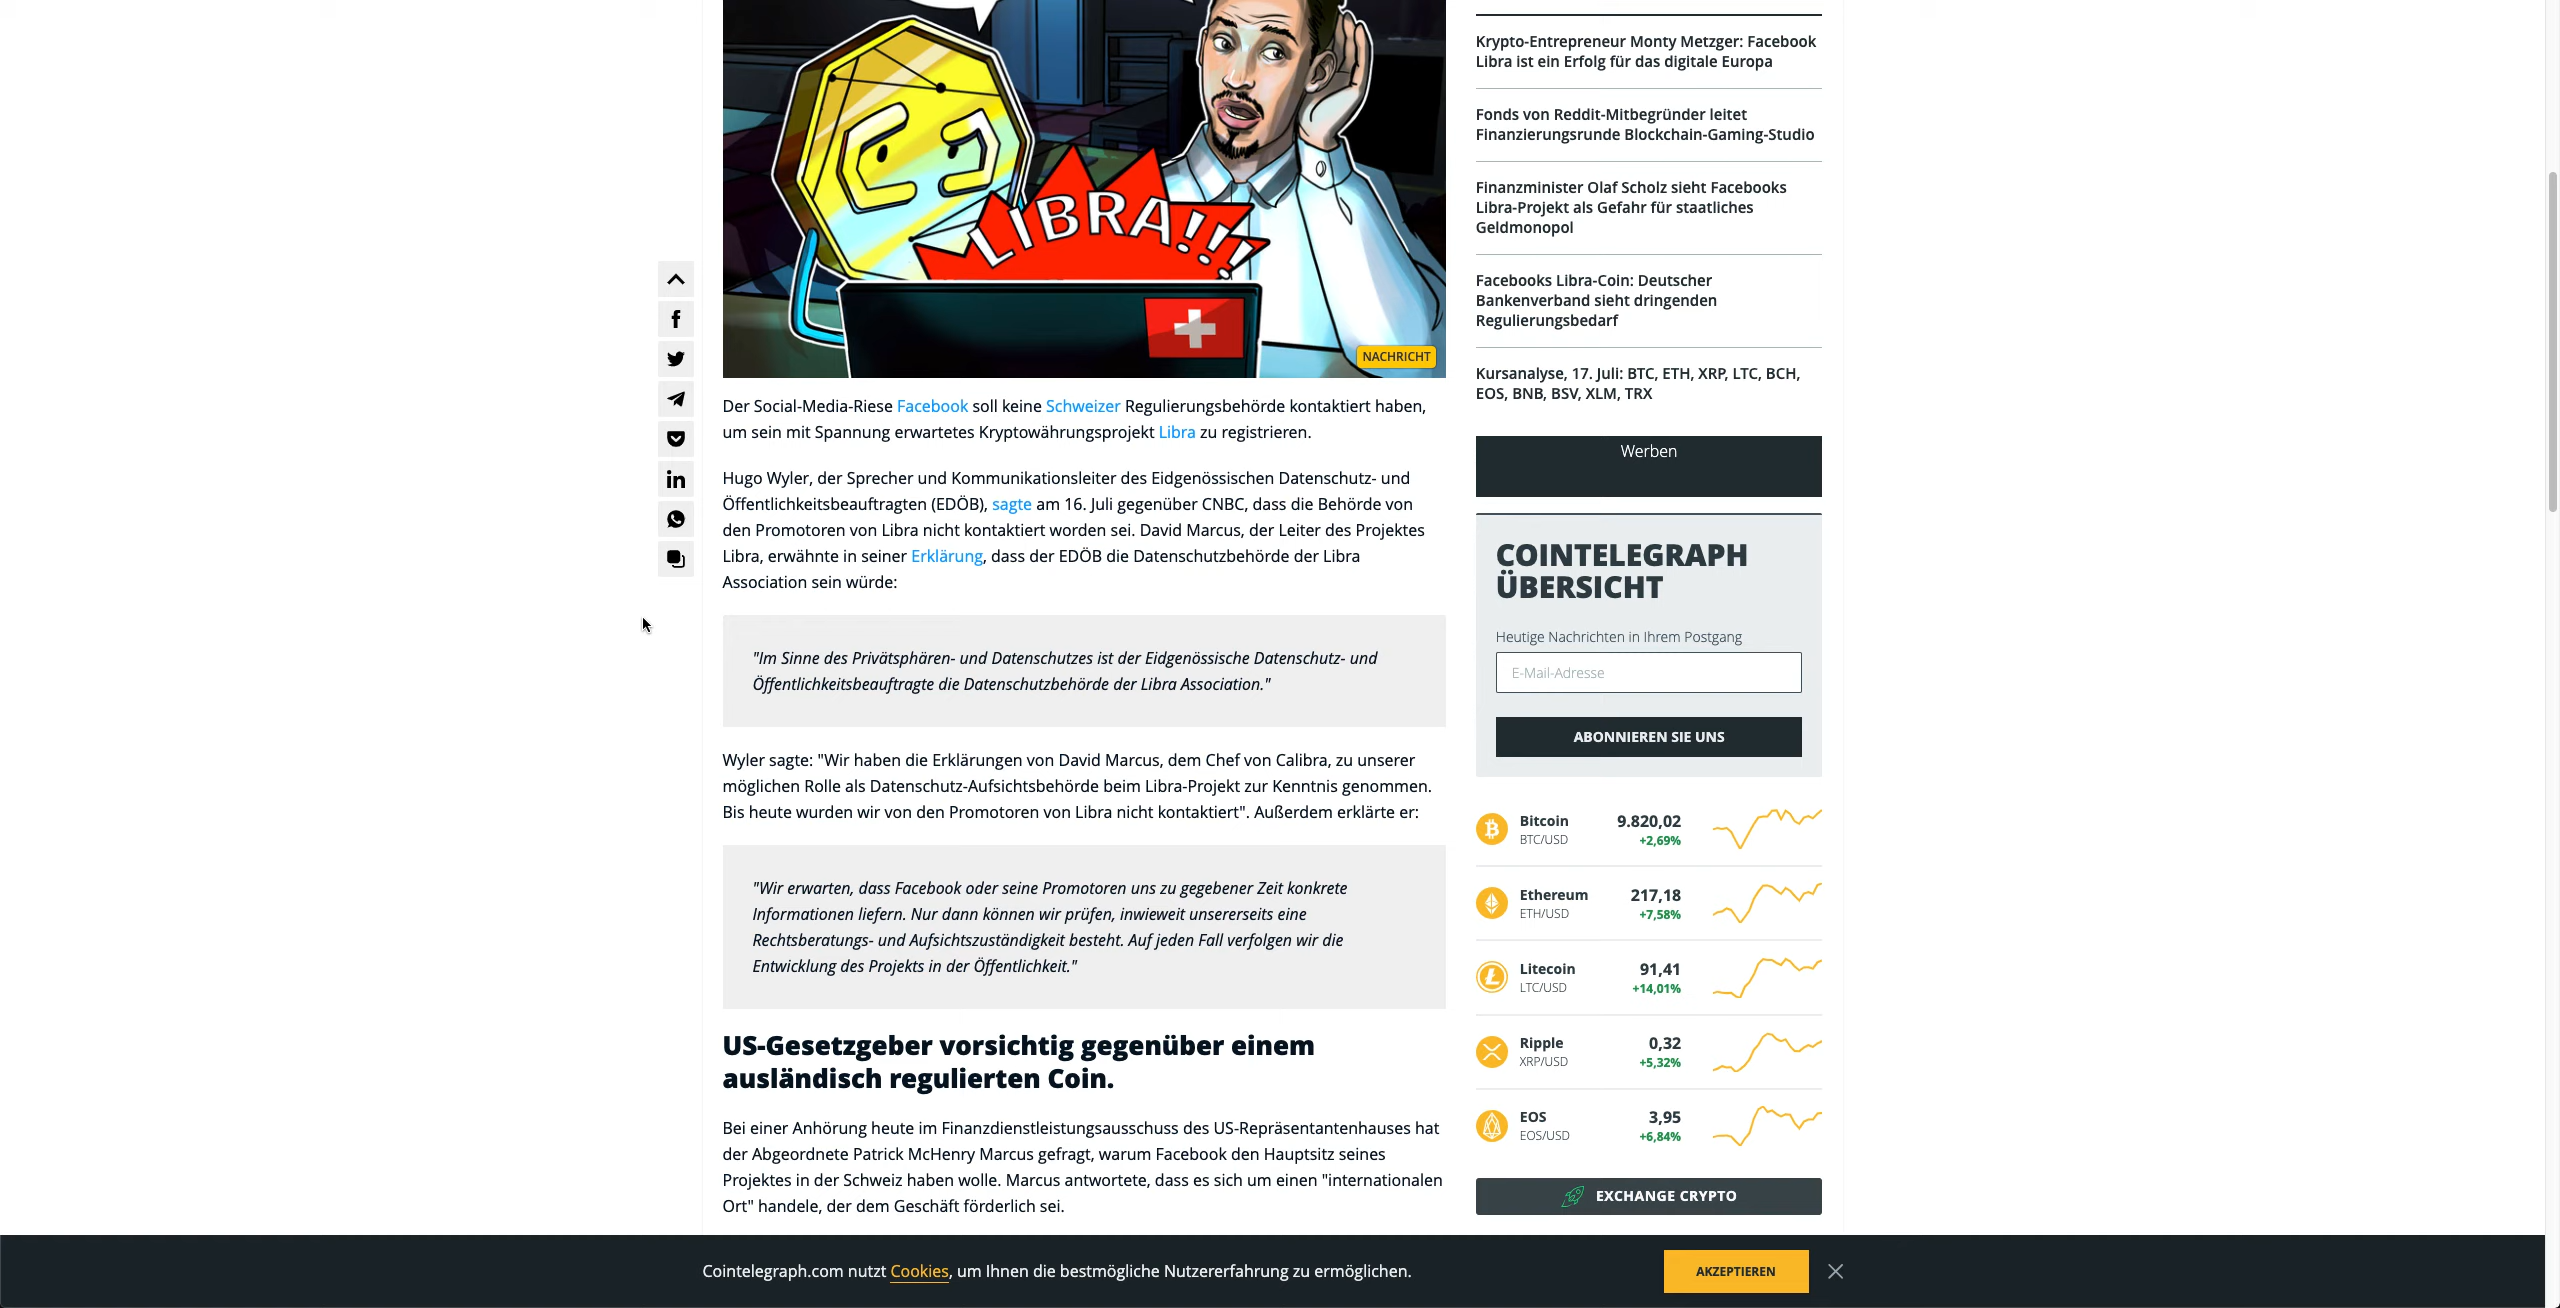 LIBRA!!!
NACHRICHT
Der Social-Media-Riese Facebook soll keine Schweizer Regulierungsbehörde kontaktiert haben,
um sein mit Spannung erwartetes Kryptowährungsprojekt Libra zu registrieren.
Hugo Wyler, der Sprecher und Kommunikationsleiter des Eidgenössischen Datenschutz- und
Öffentlichkeitsbeauftragten (EDÖB), sagte am 16. Juli gegenüber CNBC, dass die Behörde von
den Promotoren von Libra nicht kontaktiert worden sei. David Marcus, der Leiter des Projektes
Libra, erwähnte in seiner Erklärung, dass der EDÖB die Datenschutzbehörde der Libra
Association sein würde:
"Im Sinne des Privätsphären- und Datenschutzes ist der Eidgenössische Datenschutz- und
Öffentlichkeitsbeauftragte die Datenschutzbehörde der Libra Association."
Wyler sagte: "Wir haben die Erklärungen von David Marcus, dem Chef von Calibra, zu unserer
möglichen Rolle als Datenschutz-Aufsichtsbehörde beim Libra-Projekt zur Kenntnis genommen.
Bis heute wurden wir von den Promotoren von Libra nicht kontaktiert". Außerdem erklärte er:
"Wir erwarten, dass Facebook oder seine Promotoren uns zu gegebener Zeit konkrete
Informationen liefern. Nur dann können wir prüfen, inwieweit unsererseits eine
Rechtsberatungs- und Aufsichtszuständigkeit besteht. Auf jeden Fall verfolgen wir die
Entwicklung des Projekts in der Öffentlichkeit."
US-Gesetzgeber vorsichtig gegenüber einem
ausländisch regulierten Coin.
Bei einer Anhörung heute im Finanzdienstleistungsausschuss des US-Repräsentantenhauses hat
der Abgeordnete Patrick McHenry Marcus gefragt, warum Facebook den Hauptsitz seines
Projektes in der Schweiz haben wolle. Marcus antwortete, dass es sich um einen "internationalen
Ort" handele, der dem Geschäft förderlich sei.
Krypto-Entrepreneur Monty Metzger: Facebook
Libra ist ein Erfolg für das digitale Europa
Fonds von Reddit-Mitbegründer leitet
Finanzierungsrunde Blockchain-Gaming-Studio
Finanzminister Olaf Scholz sieht Facebooks
Libra-Projekt als Gefahr für staatliches
Geldmonopol
Facebooks Libra-Coin: Deutscher
Bankenverband sieht dringenden
Regulierungsbedarf
Kursanalyse, 17. Juli: BTC, ETH, XRP, LTC, BCH,
EOS, BNB, BSV, XLM, TRX
Werben
COINTELEGRAPH
ÜBERSICHT
Heutige Nachrichten in Ihrem Postgang
E-Mail-Adresse
ABONNIEREN SIE UNS
Bitcoin 9.820,02
BTC/USD +2,69%
Ethereum 217,18
ETH/USD +7,58%
Litecoin 91,41
LTC/USD +14,01%
Ripple 0,32
XRP/USD +5,32%
EOS 3,95
EOS/USD +6,84%
EXCHANGE CRYPTO
Cointelegraph.com nutzt Cookies, um Ihnen die bestmögliche Nutzererfahrung zu ermöglichen.
AKZEPTIEREN